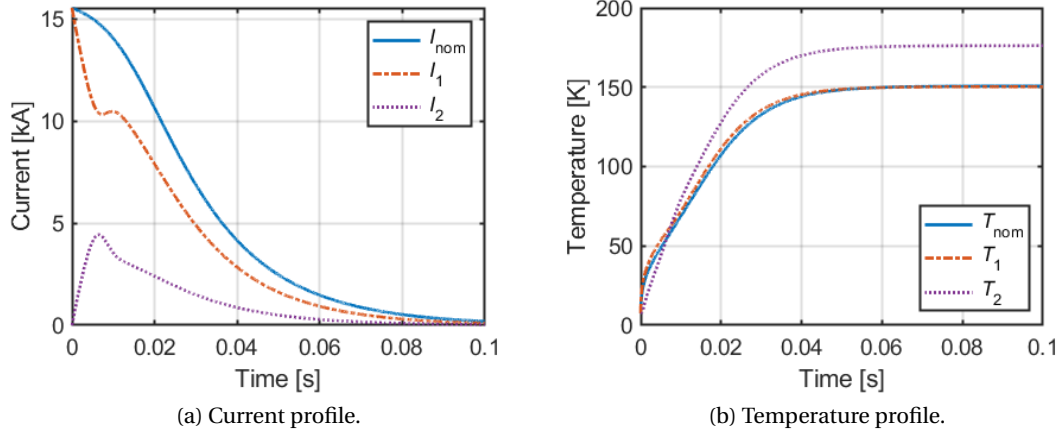 15
10
5
0
0
0.02
0.04
0.06
0.08
0.1
Current [kA]
Time [s]
I_nom
I_1
I_2
(a) Current profile.
200
150
100
50
0
0
0.02
0.04
0.06
0.08
0.1
Temperature [K]
Time [s]
T_nom
T_1
T_2
(b) Temperature profile.